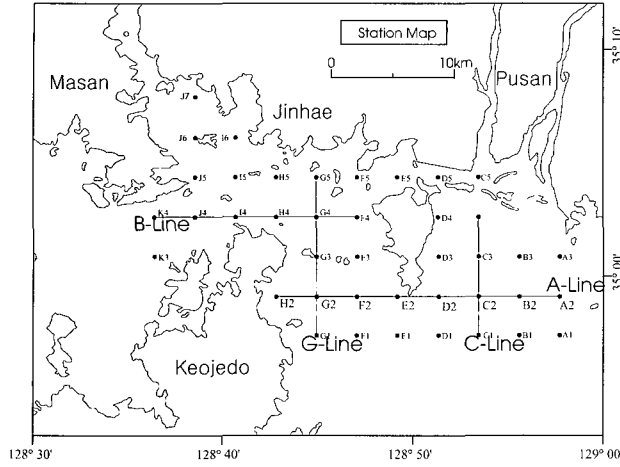 Station Map
10km
0
Masan
Pusan
Jinhae
35° 10'
J7
J6 I6
J5 I5 H5 G5 F5 E5 D5 C5
K4 J4 I4 H4 G4 F4 D4
B-Line
K3 G3 F3 D3 C3 B3 A3
35° 00'
A-Line
H2 G2 F2 E2 D2 C2 B2 A2
G1 F1 E1 D1 C1 B1 A1
G-Line C-Line
Keojedo
128° 30' 128° 40' 128° 50' 129° 00'